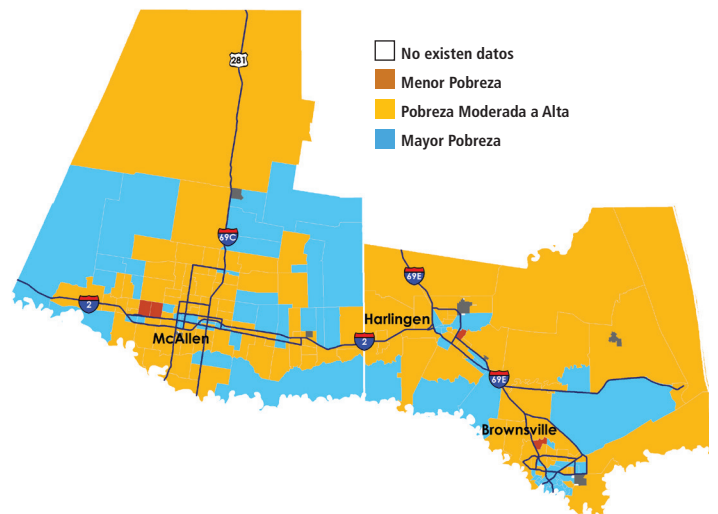 No existen datos
Menor Pobreza
Pobreza Moderada a Alta
Mayor Pobreza
281
69C
69E
2
Harlingen
McAllen
2
69E
Brownsville